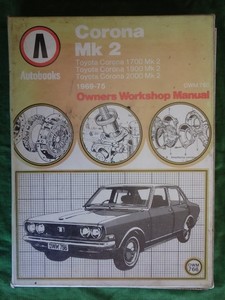 Corona
Mk 2
Toyota Corona 1700 Mk 2
Toyota Corona 1900 Mk 2
Toyota Corona 2000 Mk 2
Autobooks
1968-75
Owners Workshop Manual